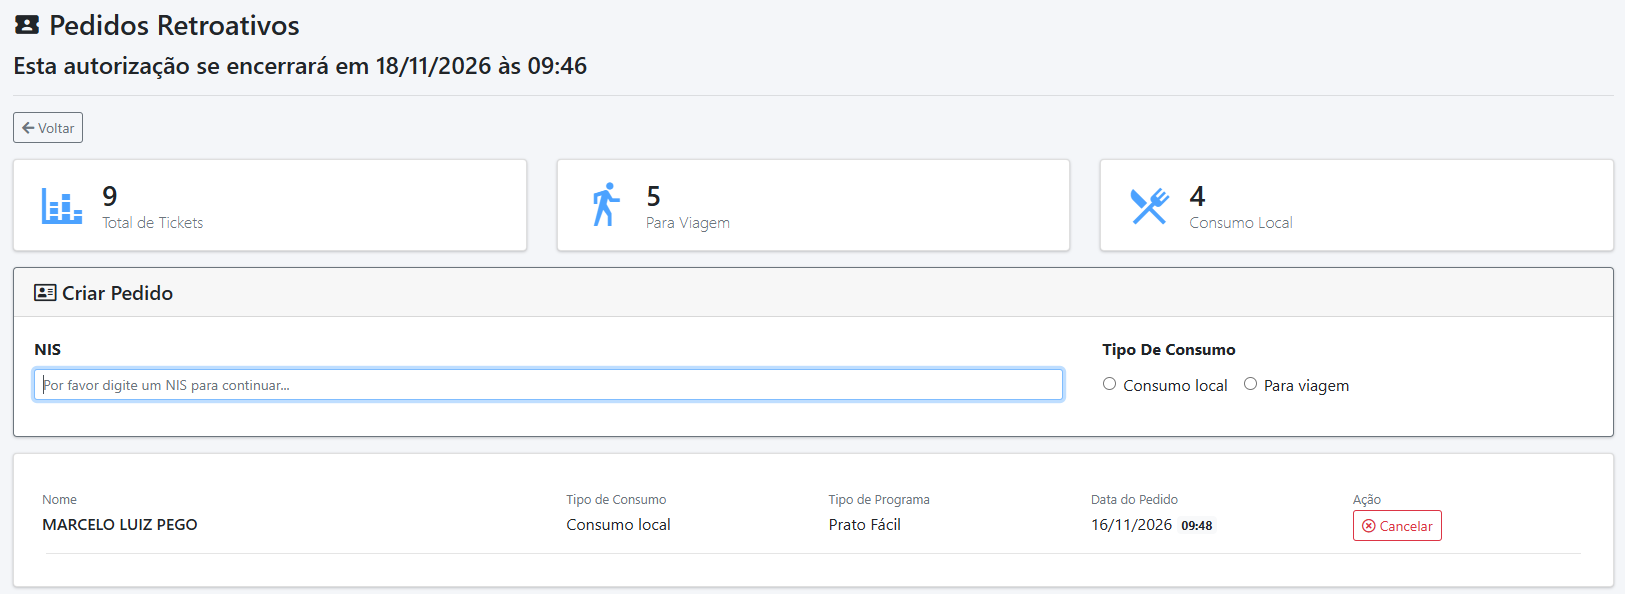 Pedidos Retroativos
Esta autorização se encerrará em 18/11/2026 às 09:46
Voltar
9
Total de Tickets
5
Para Viagem
4
Consumo Local
Criar Pedido
NIS
Por favor digite um NIS para continuar...
Tipo De Consumo
Consumo local Para viagem
Nome Tipo de Consumo Tipo de Programa Data do Pedido Ação
MARCELO LUIZ PEGO Consumo local Prato Fácil 16/11/2026 09:48 Cancelar